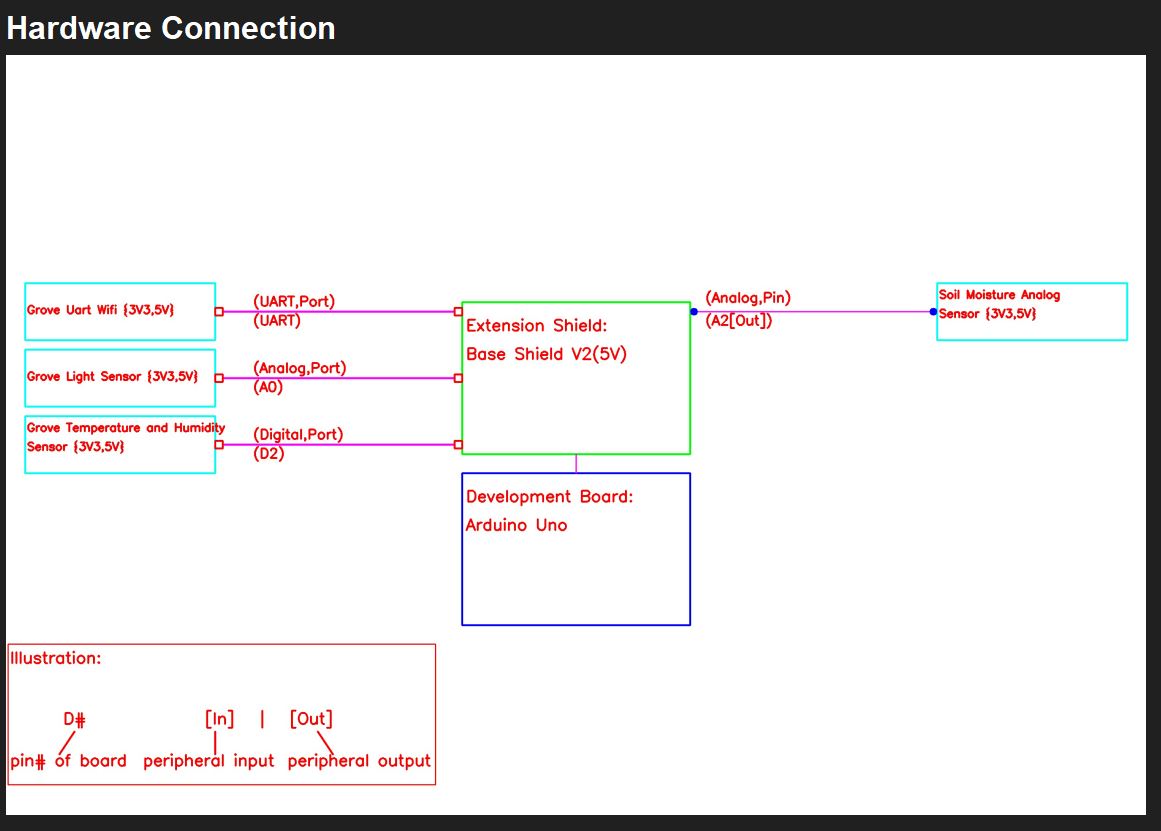 Hardware Connection
Grove Uart Wifi {3V3,5V}
(UART,Port)
(UART)
Grove Light Sensor {3V3,5V}
(Analog,Port)
(A0)
Grove Temperature and Humidity
Sensor {3V3,5V}
(Digital,Port)
(D2)
Extension Shield:
Base Shield V2(5V)
(Analog,Pin)
(A2[Out])
Soil Moisture Analog
Sensor {3V3,5V}
Development Board:
Arduino Uno
Illustration:
D# [In] | [Out]
pin# of board peripheral input peripheral output